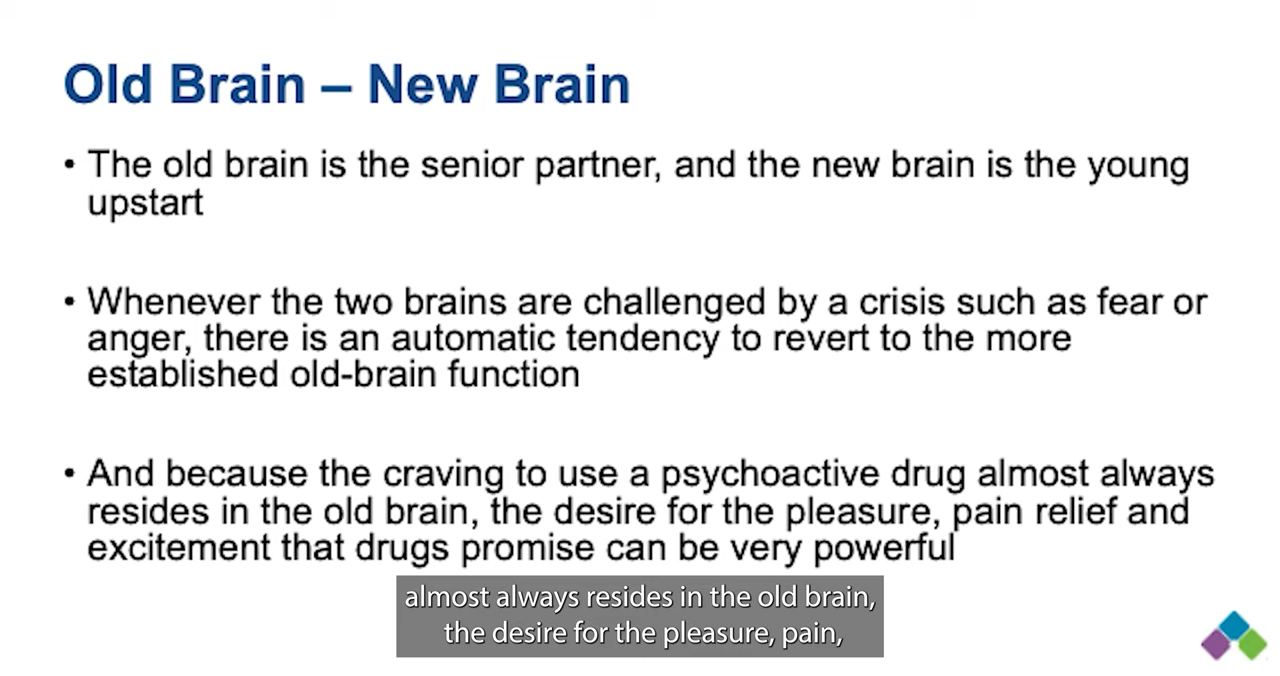 Old Brain – New Brain
• The old brain is the senior partner, and the new brain is the young
upstart
• Whenever the two brains are challenged by a crisis such as fear or
anger, there is an automatic tendency to revert to the more
established old-brain function
• And because the craving to use a psychoactive drug almost always
resides in the old brain, the desire for the pleasure, pain relief and
excitement that drugs promise can be very powerful
almost always resides in the old brain,
the desire for the pleasure, pain,